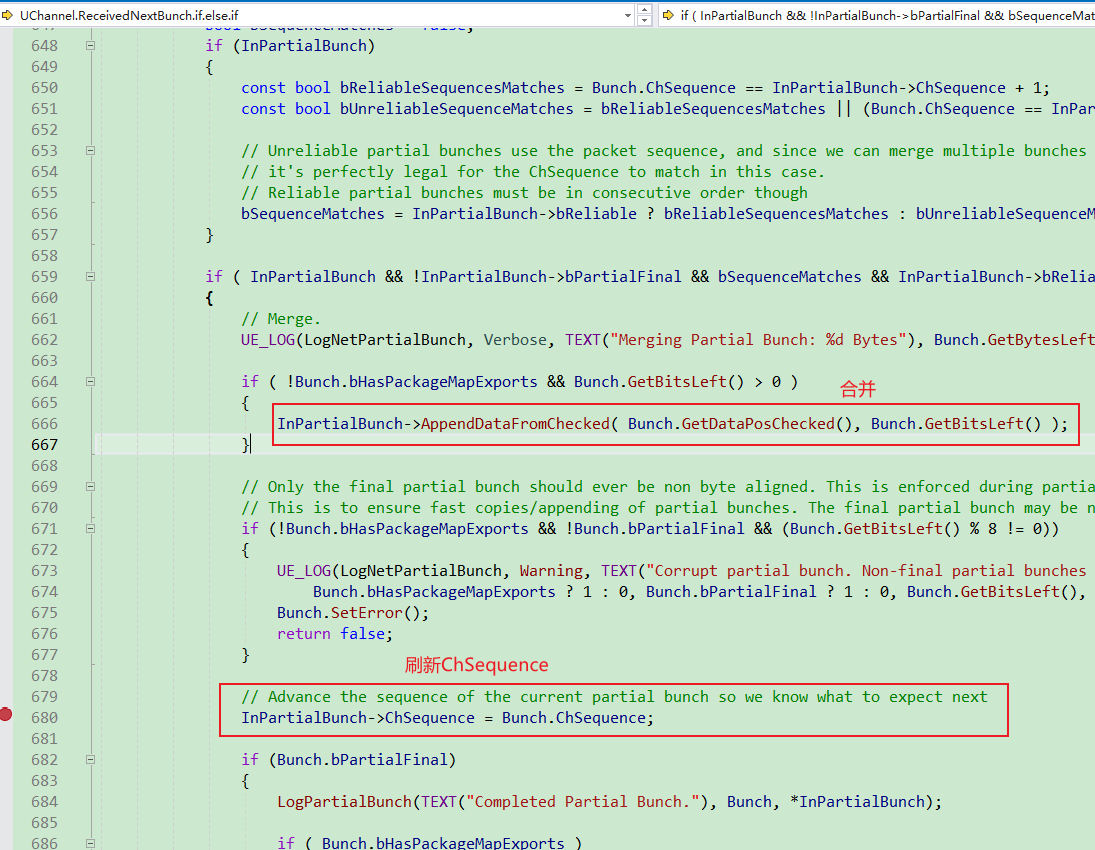 UChannel.ReceivedNextBunch.if.else.if
if ( InPartialBunch && !InPartialBunch->bPartialFinal && bSequenceMat
648 if (InPartialBunch)
649 {
650 const bool bReliableSequencesMatches = Bunch.ChSequence == InPartialBunch->ChSequence + 1;
651 const bool bUnreliableSequenceMatches = bReliableSequencesMatches || (Bunch.ChSequence == InPar
652
653 // Unreliable partial bunches use the packet sequence, and since we can merge multiple bunches
654 // it's perfectly legal for the ChSequence to match in this case.
655 // Reliable partial bunches must be in consecutive order though
656 bSequenceMatches = InPartialBunch->bReliable ? bReliableSequencesMatches : bUnreliableSequenceM
657 }
658
659 if ( InPartialBunch && !InPartialBunch->bPartialFinal && bSequenceMatches && InPartialBunch->bRelia
660 {
661 // Merge.
662 UE_LOG(LogNetPartialBunch, Verbose, TEXT("Merging Partial Bunch: %d Bytes"), Bunch.GetBytesLeft
663
664 if ( !Bunch.bHasPackageMapExports && Bunch.GetBitsLeft() > 0 )
合并
665 {
666 InPartialBunch->AppendDataFromChecked( Bunch.GetDataPosChecked(), Bunch.GetBitsLeft() );
667 }
668
669 // Only the final partial bunch should ever be non byte aligned. This is enforced during partia
670 // This is to ensure fast copies/appending of partial bunches. The final partial bunch may be n
671 if (!Bunch.bHasPackageMapExports && !Bunch.bPartialFinal && (Bunch.GetBitsLeft() % 8 != 0))
672 {
673 UE_LOG(LogNetPartialBunch, Warning, TEXT("Corrupt partial bunch. Non-final partial bunches
674 Bunch.bHasPackageMapExports ? 1 : 0, Bunch.bPartialFinal ? 1 : 0, Bunch.GetBitsLeft(),
675 Bunch.SetError();
676 return false;
677 }
刷新ChSequence
678
679 // Advance the sequence of the current partial bunch so we know what to expect next
680 InPartialBunch->ChSequence = Bunch.ChSequence;
681
682 if (Bunch.bPartialFinal)
683 {
684 LogPartialBunch(TEXT("Completed Partial Bunch."), Bunch, *InPartialBunch);
685
686 if ( Bunch.bHasPackageMapExports )